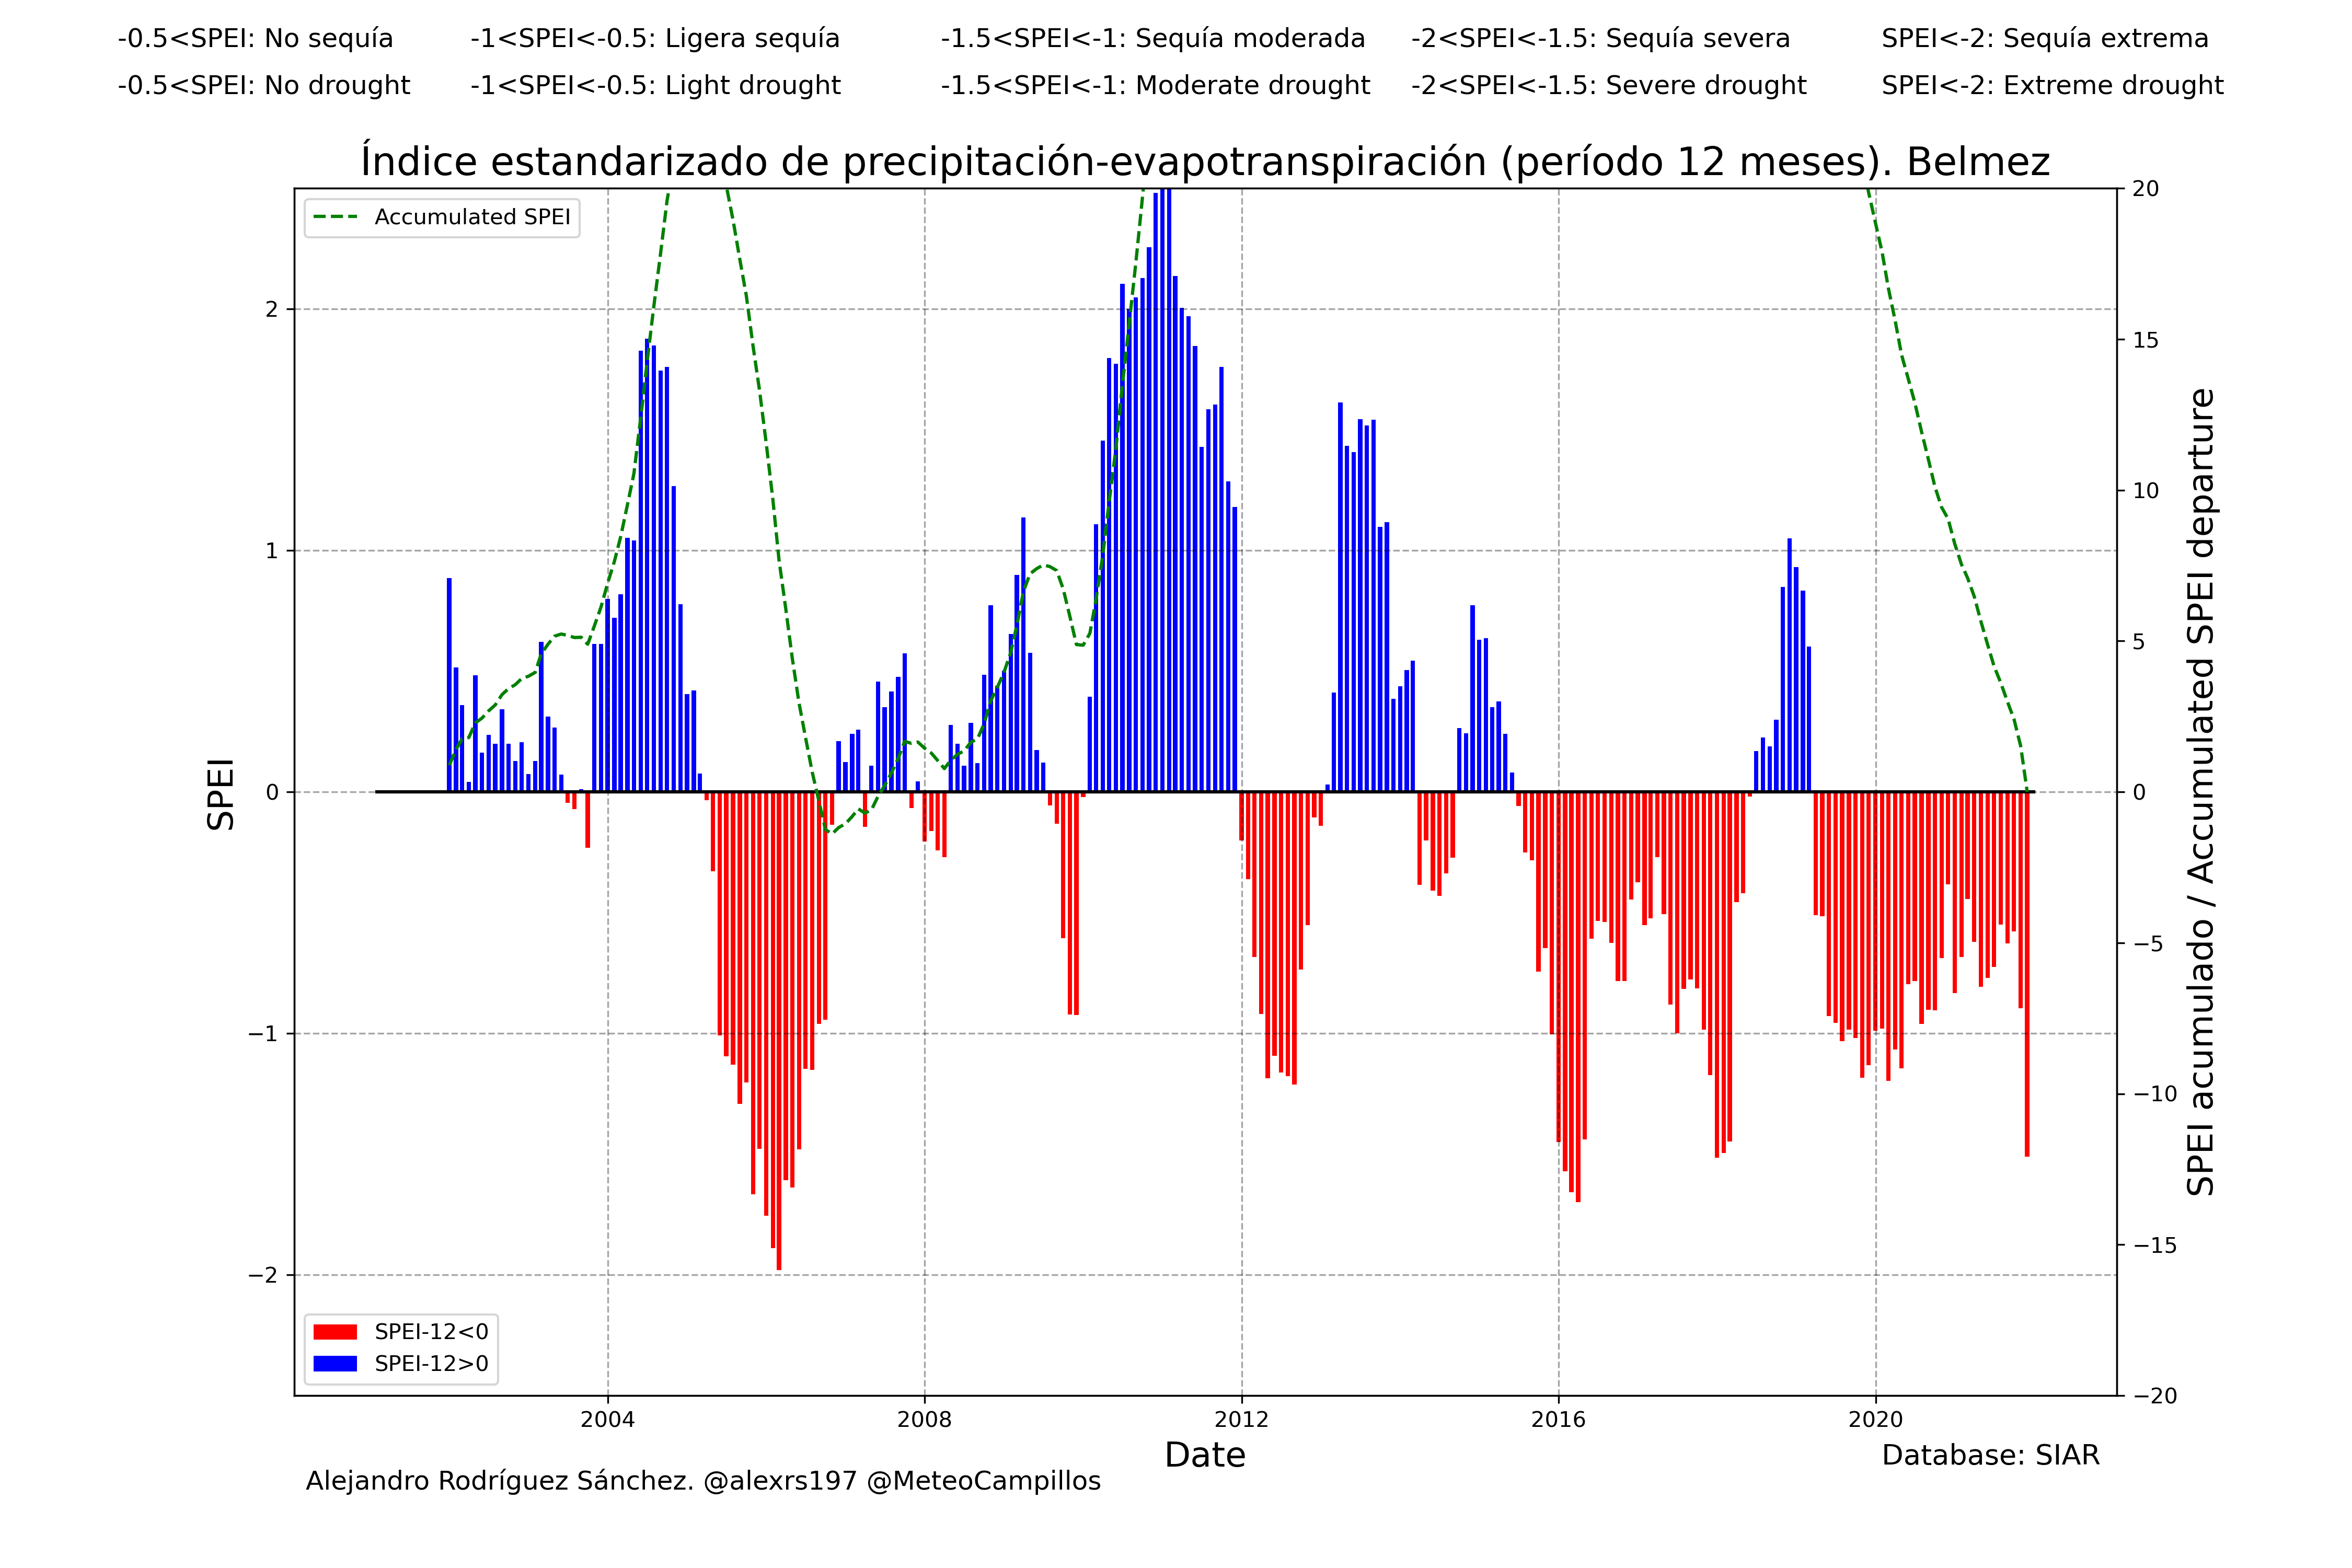 -0.5<SPEI: No sequía -1<SPEI<-0.5: Ligera sequía -1.5<SPEI<-1: Sequía moderada -2<SPEI<-1.5: Sequía severa SPEI<-2: Sequía extrema
-0.5<SPEI: No drought -1<SPEI<-0.5: Light drought -1.5<SPEI<-1: Moderate drought -2<SPEI<-1.5: Severe drought SPEI<-2: Extreme drought
Índice estandarizado de precipitación-evapotranspiración (período 12 meses). Belmez
Accumulated SPEI
SPEI
2
1
0
−1
−2
20
15
10
5
0
−5
−10
−15
−20
SPEI acumulado / Accumulated SPEI departure
SPEI-12<0
SPEI-12>0
2004 2008 2012 2016 2020
Date
Database: SIAR
Alejandro Rodríguez Sánchez. @alexrs197 @MeteoCampillos